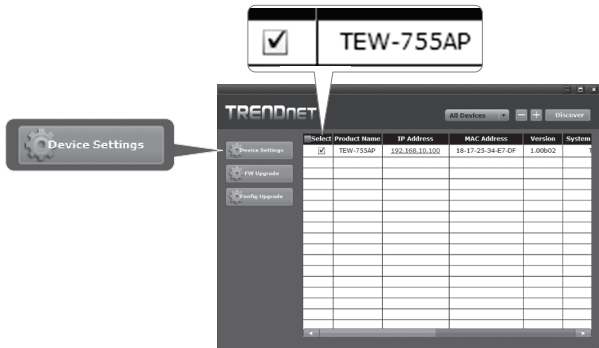 TEW-755AP
Device Settings
TRENDNET
All Devices
Discover
Select Product Name IP Address MAC Address Version System
TEW-755AP 192.168.10.100 18-17-25-34-E7-DF 1.00b02
Device Settings
FW Upgrade
Config Upgrade